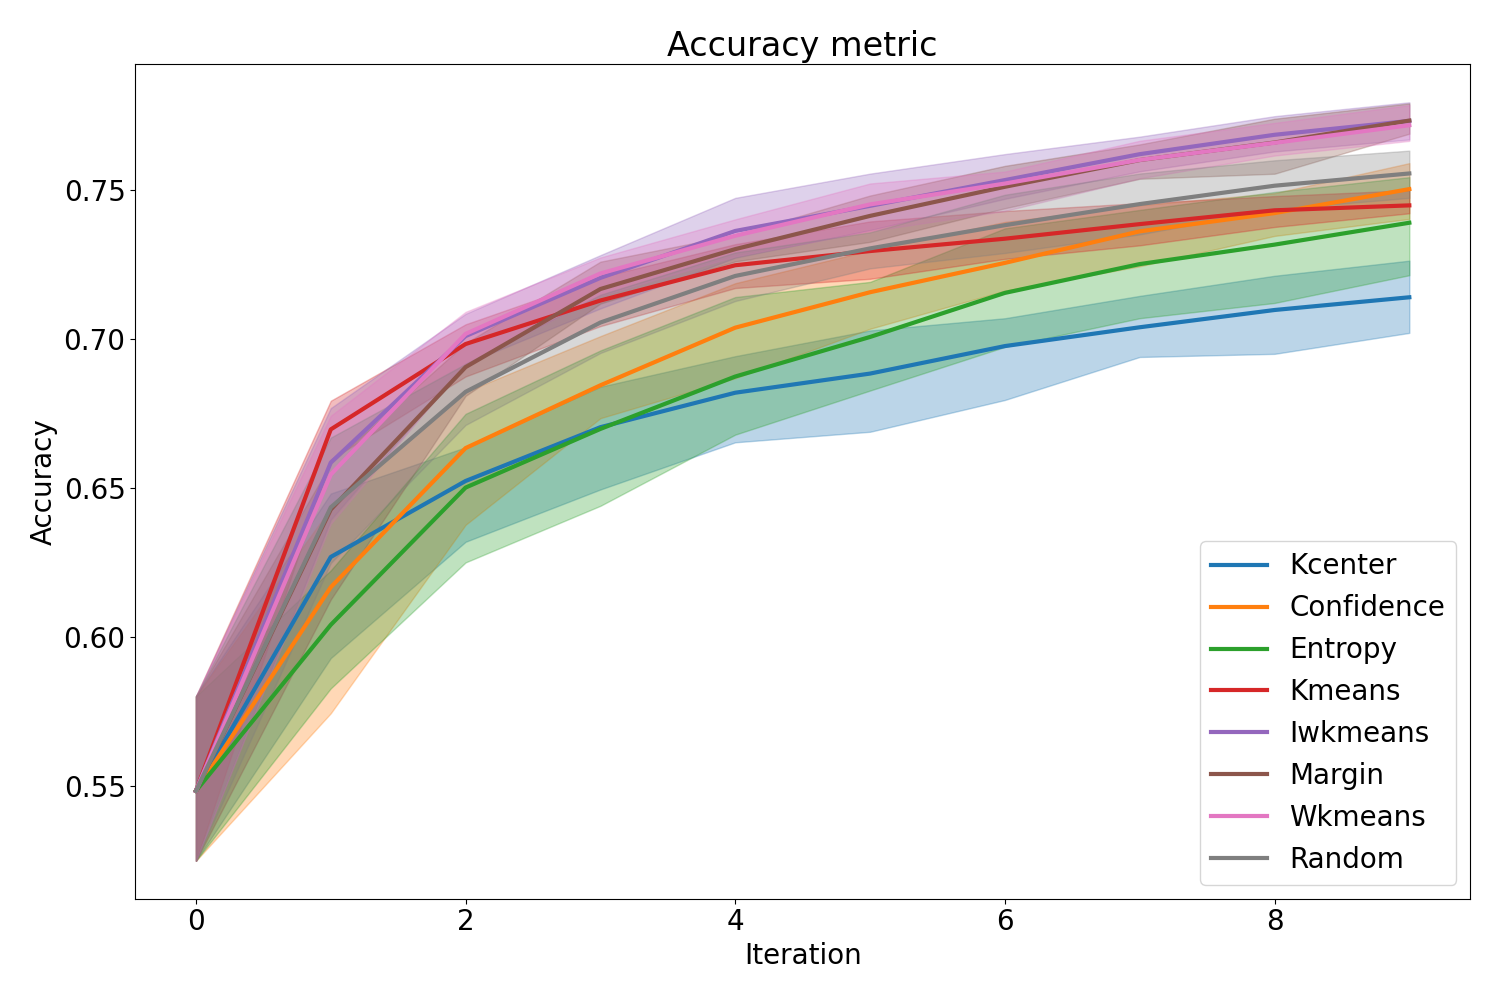 Accuracy metric
Accuracy
0.75
0.70
0.65
0.60
0.55
Kcenter
Confidence
Entropy
Kmeans
Iwkmeans
Margin
Wkmeans
Random
0 2 4 6 8
Iteration